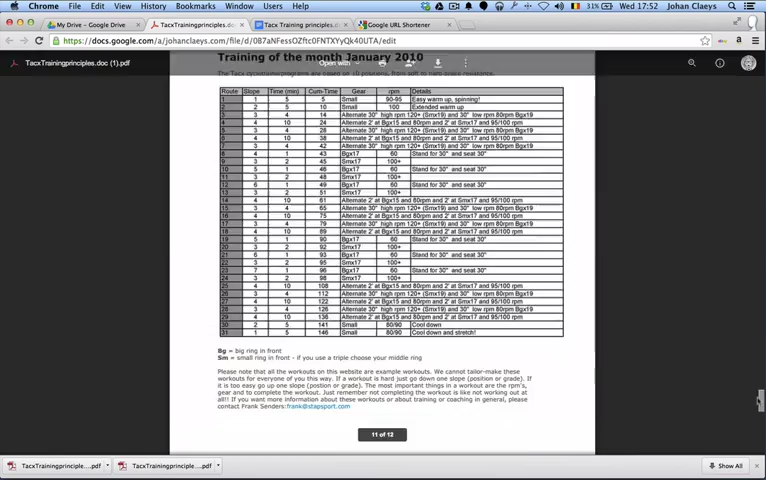 Chrome File Edit View History Bookmarks Window Users Help 31% Wed 17:52 Johan Claeys
My Drive – Google Drive TacxTrainingprinciples.doc Tacx Training principles.doc Google URL Shortener
https://docs.google.com/a/johanclaeys.com/file/d/0B7aNFessOZftc0FNTXYyQk40UTA/edit
TacxTrainingprinciples.doc (1).pdf Open with
Training of the month January 2010
Route Slope Time (min) Cum-Time Gear rpm Details
1 1 5 5 Small 90-95 Easy warm up, spinning!
2 2 5 10 Small 100 Extended warm up
3 3 4 14 Alternate 30" high rpm 120+ (Smx19) and 30" low rpm 80rpm Bgx19
4 4 10 24 Alternate 2' at Bgx15 and 80rpm and 2' at Smx17 and 95/100 rpm
5 3 4 28 Alternate 30" high rpm 120+ (Smx19) and 30" low rpm 80rpm Bgx19
6 4 10 38 Alternate 2' at Bgx15 and 80rpm and 2' at Smx17 and 95/100 rpm
7 3 4 42 Alternate 30" high rpm 120+ (Smx19) and 30" low rpm 80rpm Bgx19
8 4 1 43 Bgx17 60 Stand for 30" and seat 30"
9 3 2 45 Smx17 100+
10 5 1 46 Bgx17 60 Stand for 30" and seat 30"
11 3 2 48 Smx17 100+
12 6 1 49 Bgx17 60 Stand for 30" and seat 30"
13 3 2 51 Smx17 100+
14 4 10 61 Alternate 2' at Bgx15 and 80rpm and 2' at Smx17 and 95/100 rpm
15 3 4 65 Alternate 30" high rpm 120+ (Smx19) and 30" low rpm 80rpm Bgx19
16 4 10 75 Alternate 2' at Bgx15 and 80rpm and 2' at Smx17 and 95/100 rpm
17 3 4 79 Alternate 30" high rpm 120+ (Smx19) and 30" low rpm 80rpm Bgx19
18 4 10 89 Alternate 2' at Bgx15 and 80rpm and 2' at Smx17 and 95/100 rpm
19 5 1 90 Bgx17 60 Stand for 30" and seat 30"
20 3 2 92 Smx17 100+
21 6 1 93 Bgx17 60 Stand for 30" and seat 30"
22 3 2 95 Smx17 100+
23 7 1 96 Bgx17 60 Stand for 30" and seat 30"
24 3 2 98 Smx17 100+
25 4 10 108 Alternate 2' at Bgx15 and 80rpm and 2' at Smx17 and 95/100 rpm
26 3 4 112 Alternate 30" high rpm 120+ (Smx19) and 30" low rpm 80rpm Bgx19
27 4 10 122 Alternate 2' at Bgx15 and 80rpm and 2' at Smx17 and 95/100 rpm
28 3 4 126 Alternate 30" high rpm 120+ (Smx19) and 30" low rpm 80rpm Bgx19
29 4 10 136 Alternate 2' at Bgx15 and 80rpm and 2' at Smx17 and 95/100 rpm
30 2 5 141 Small 80/90 Cool down
31 1 5 146 Small 80/90 Cool down and stretch!
Bg = big ring in front
Sm = small ring in front - if you use a triple choose your middle ring
Please note that all the workouts on this website are example workouts. We cannot tailor-make these
workouts for everyone of you this way. If a workout is hard just go down one slope (position or grade). If
it is too easy go up one slope (postion or grade). The most important things in a workout are the rpm's,
gear and to complete the workout. Just remember not completing the workout is like not working out at
all!! If you want more information about these workouts or about training or coaching in general, please
contact Frank Senders:frank@stapsport.com
11 of 12
TacxTrainingprinciple....pdf TacxTrainingprinciple....pdf Show All